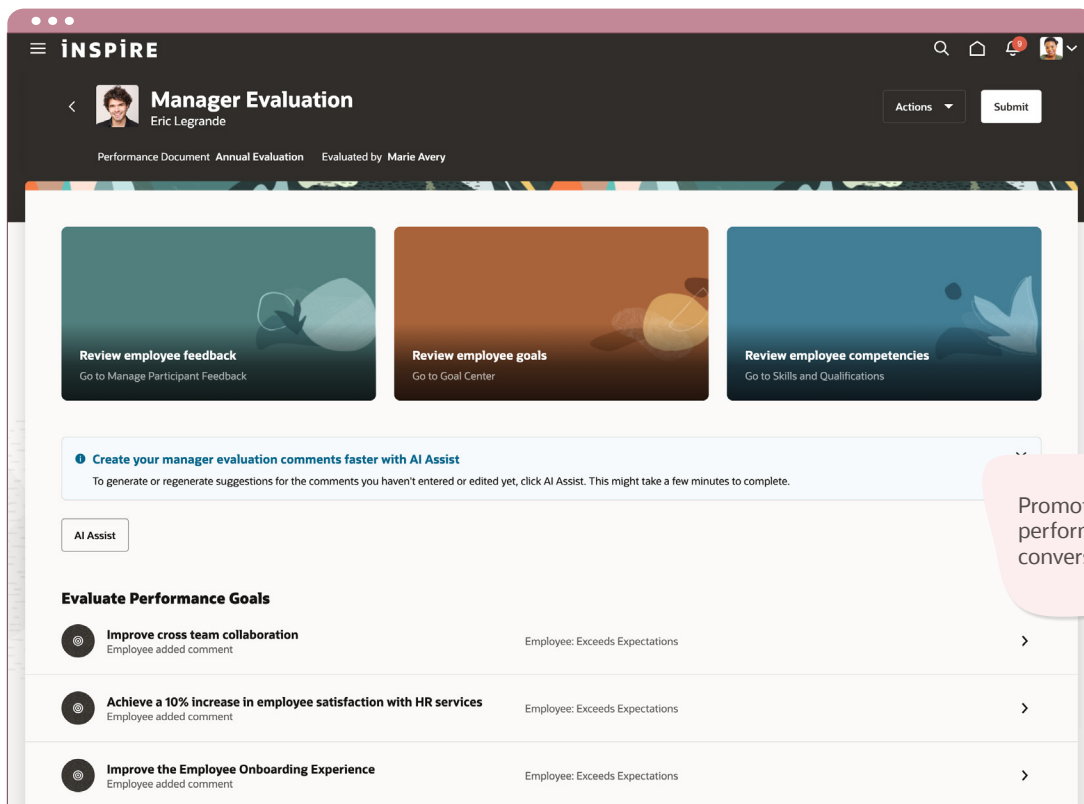 iNSPiRE
9
Manager Evaluation
Eric Legrande
Actions
Submit
Performance Document Annual Evaluation Evaluated by Marie Avery
Review employee feedback
Go to Manage Participant Feedback
Review employee goals
Go to Goal Center
Review employee competencies
Go to Skills and Qualifications
Create your manager evaluation comments faster with AI Assist
To generate or regenerate suggestions for the comments you haven't entered or edited yet, click AI Assist. This might take a few minutes to complete.
AI Assist
Evaluate Performance Goals
Improve cross team collaboration
Employee added comment
Employee: Exceeds Expectations
Achieve a 10% increase in employee satisfaction with HR services
Employee added comment
Employee: Exceeds Expectations
Improve the Employee Onboarding Experience
Employee added comment
Employee: Exceeds Expectations